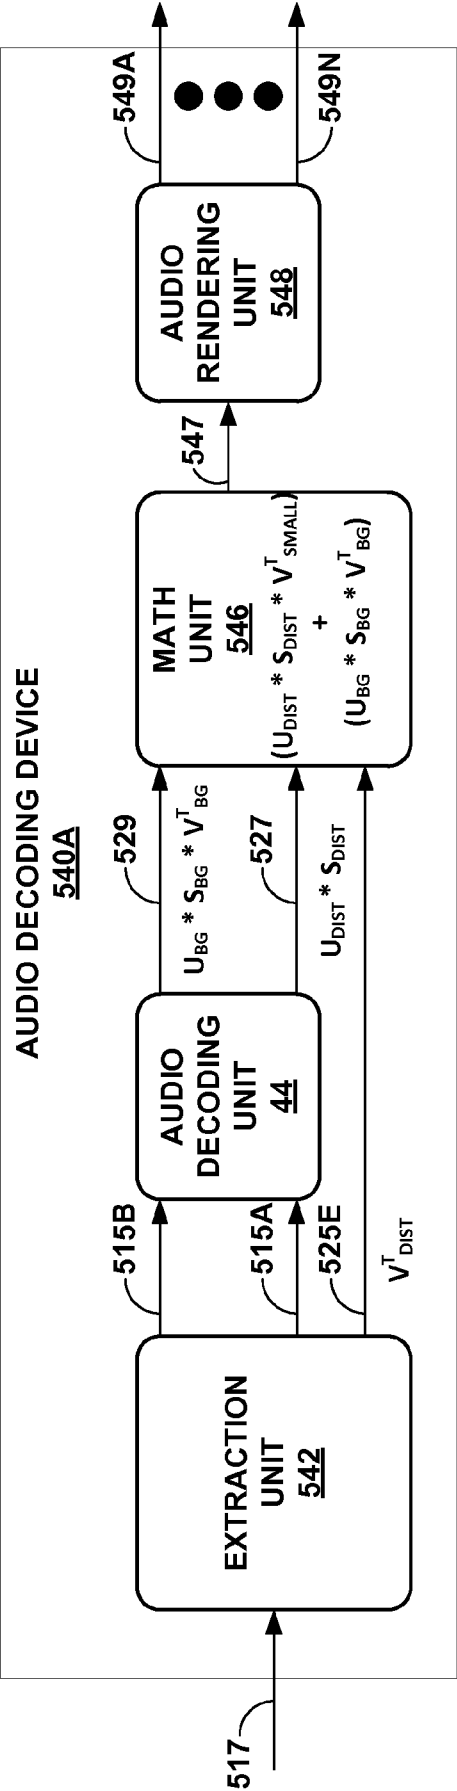 AUDIO DECODING DEVICE
540A
517
EXTRACTION
UNIT
542
515B
515A
525E
V^T_DIST
AUDIO
DECODING
UNIT
44
529
U_BG * S_BG * V^T_BG
527
U_DIST * S_DIST
MATH
UNIT
546
(U_DIST * S_DIST * V^T_SMALL)
+
(U_BG * S_BG * V^T_BG)
547
AUDIO
RENDERING
UNIT
548
549A
549N